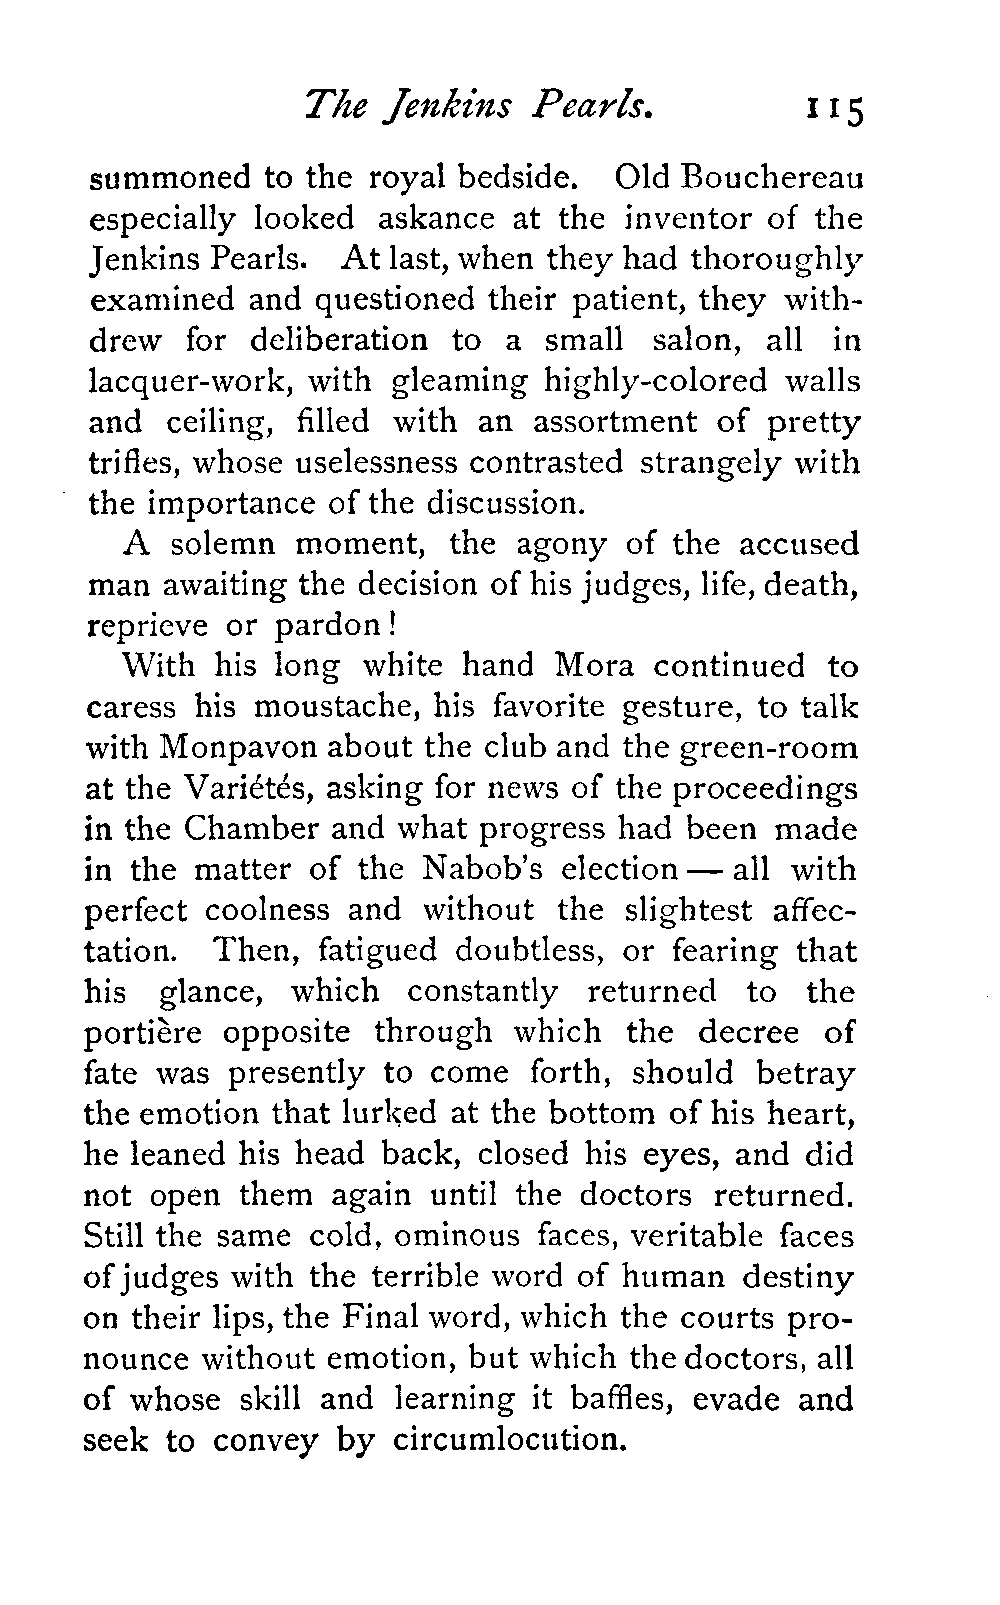 The Jenkins Pearls. 115
summoned to the royal bedside. Old Bouchereau
especially looked askance at the inventor of the
Jenkins Pearls. At last, when they had thoroughly
examined and questioned their patient, they with-
drew for deliberation to a small salon, all in
lacquer-work, with gleaming highly-colored walls
and ceiling, filled with an assortment of pretty
trifles, whose uselessness contrasted strangely with
the importance of the discussion.
A solemn moment, the agony of the accused
man awaiting the decision of his judges, life, death,
reprieve or pardon!
With his long white hand Mora continued to
caress his moustache, his favorite gesture, to talk
with Monpavon about the club and the green-room
at the Variétés, asking for news of the proceedings
in the Chamber and what progress had been made
in the matter of the Nabob's election — all with
perfect coolness and without the slightest affec-
tation. Then, fatigued doubtless, or fearing that
his glance, which constantly returned to the
portière opposite through which the decree of
fate was presently to come forth, should betray
the emotion that lurked at the bottom of his heart,
he leaned his head back, closed his eyes, and did
not open them again until the doctors returned.
Still the same cold, ominous faces, veritable faces
of judges with the terrible word of human destiny
on their lips, the Final word, which the courts pro-
nounce without emotion, but which the doctors, all
of whose skill and learning it baffles, evade and
seek to convey by circumlocution.